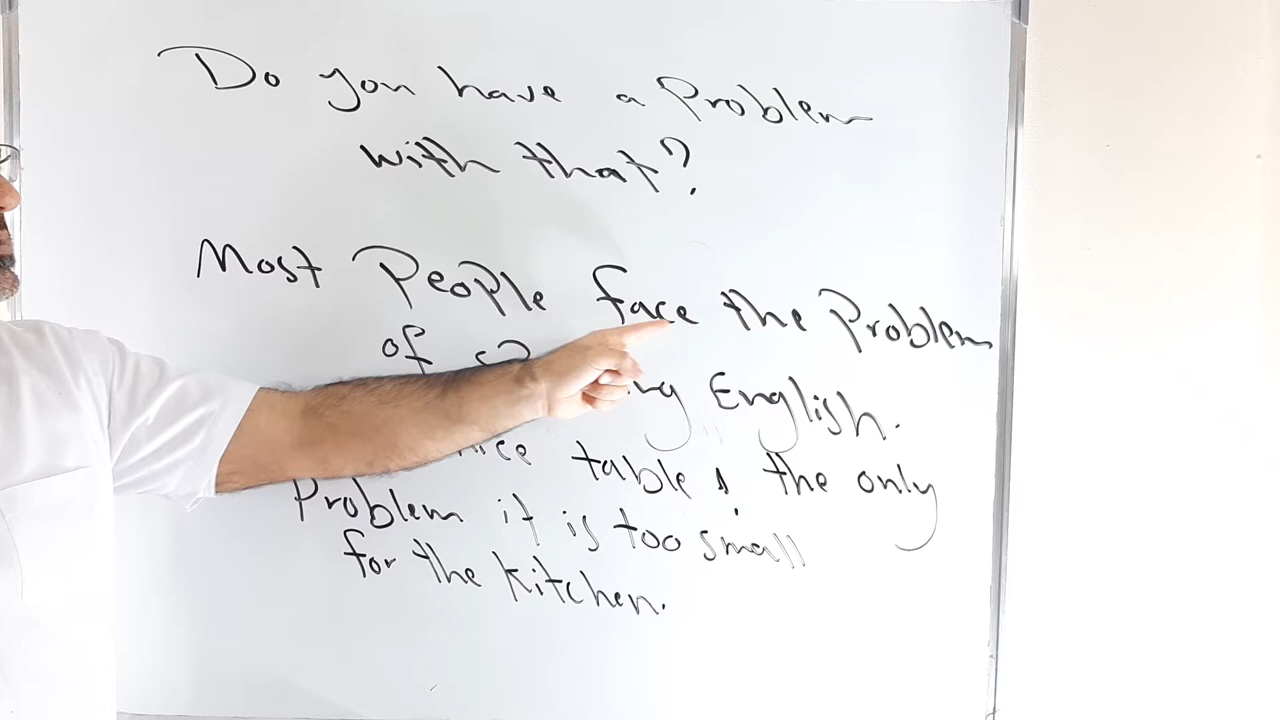 Do you have a Problem
with that?
Most People face the Problem
of English.
table, the only
Problem it is too small
for the kitchen.